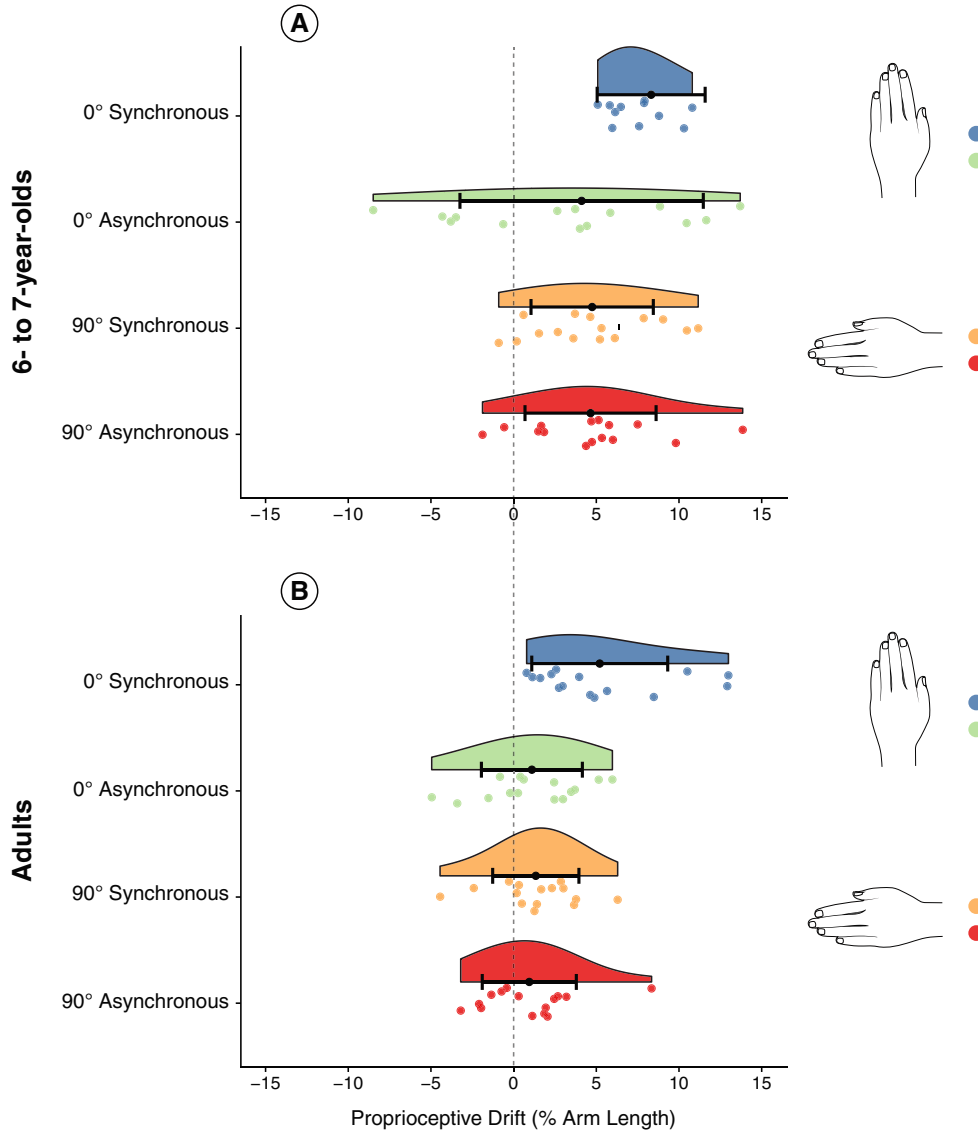 A
6- to 7-year-olds
0° Synchronous
0° Asynchronous
90° Synchronous
90° Asynchronous
−15 −10 −5 0 5 10 15
B
Adults
0° Synchronous
0° Asynchronous
90° Synchronous
90° Asynchronous
−15 −10 −5 0 5 10 15
Proprioceptive Drift (% Arm Length)